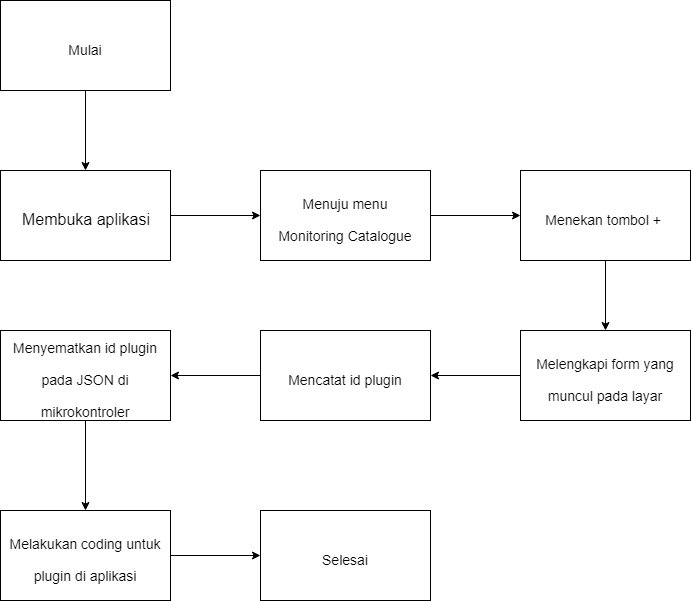 Mulai
Membuka aplikasi
Menuju menu
Monitoring Catalogue
Menekan tombol +
Melengkapi form yang
muncul pada layar
Mencatat id plugin
Menyematkan id plugin
pada JSON di
mikrokontroler
Melakukan coding untuk
plugin di aplikasi
Selesai